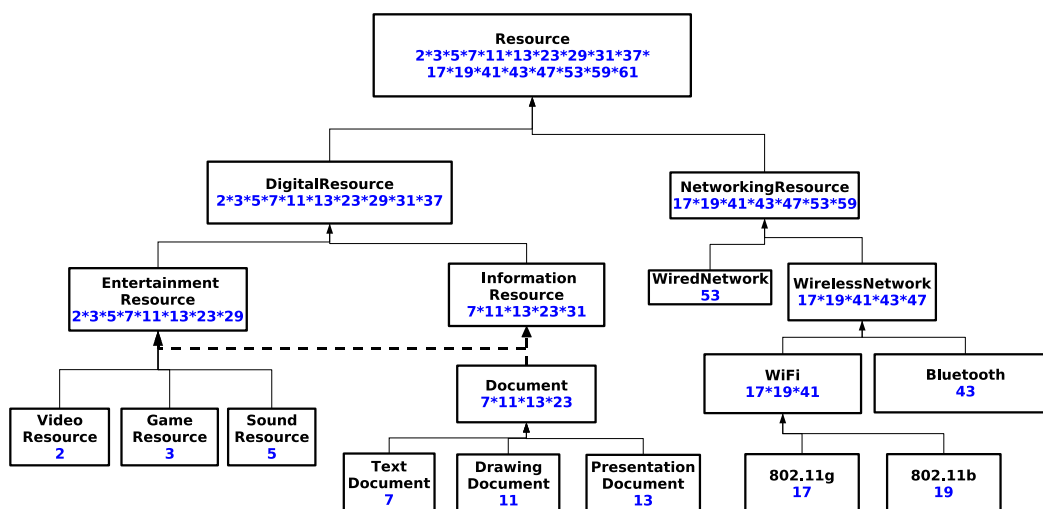 Resource
2*3*5*7*11*13*23*29*31*37*
17*19*41*43*47*53*59*61
DigitalResource
2*3*5*7*11*13*23*29*31*37
NetworkingResource
17*19*41*43*47*53*59
Entertainment
Resource
2*3*5*7*11*13*23*29
Information
Resource
7*11*13*23*31
WiredNetwork
53
WirelessNetwork
17*19*41*43*47
Document
7*11*13*23
WiFi
17*19*41
Bluetooth
43
Video
Resource
2
Game
Resource
3
Sound
Resource
5
Text
Document
7
Drawing
Document
11
Presentation
Document
13
802.11g
17
802.11b
19